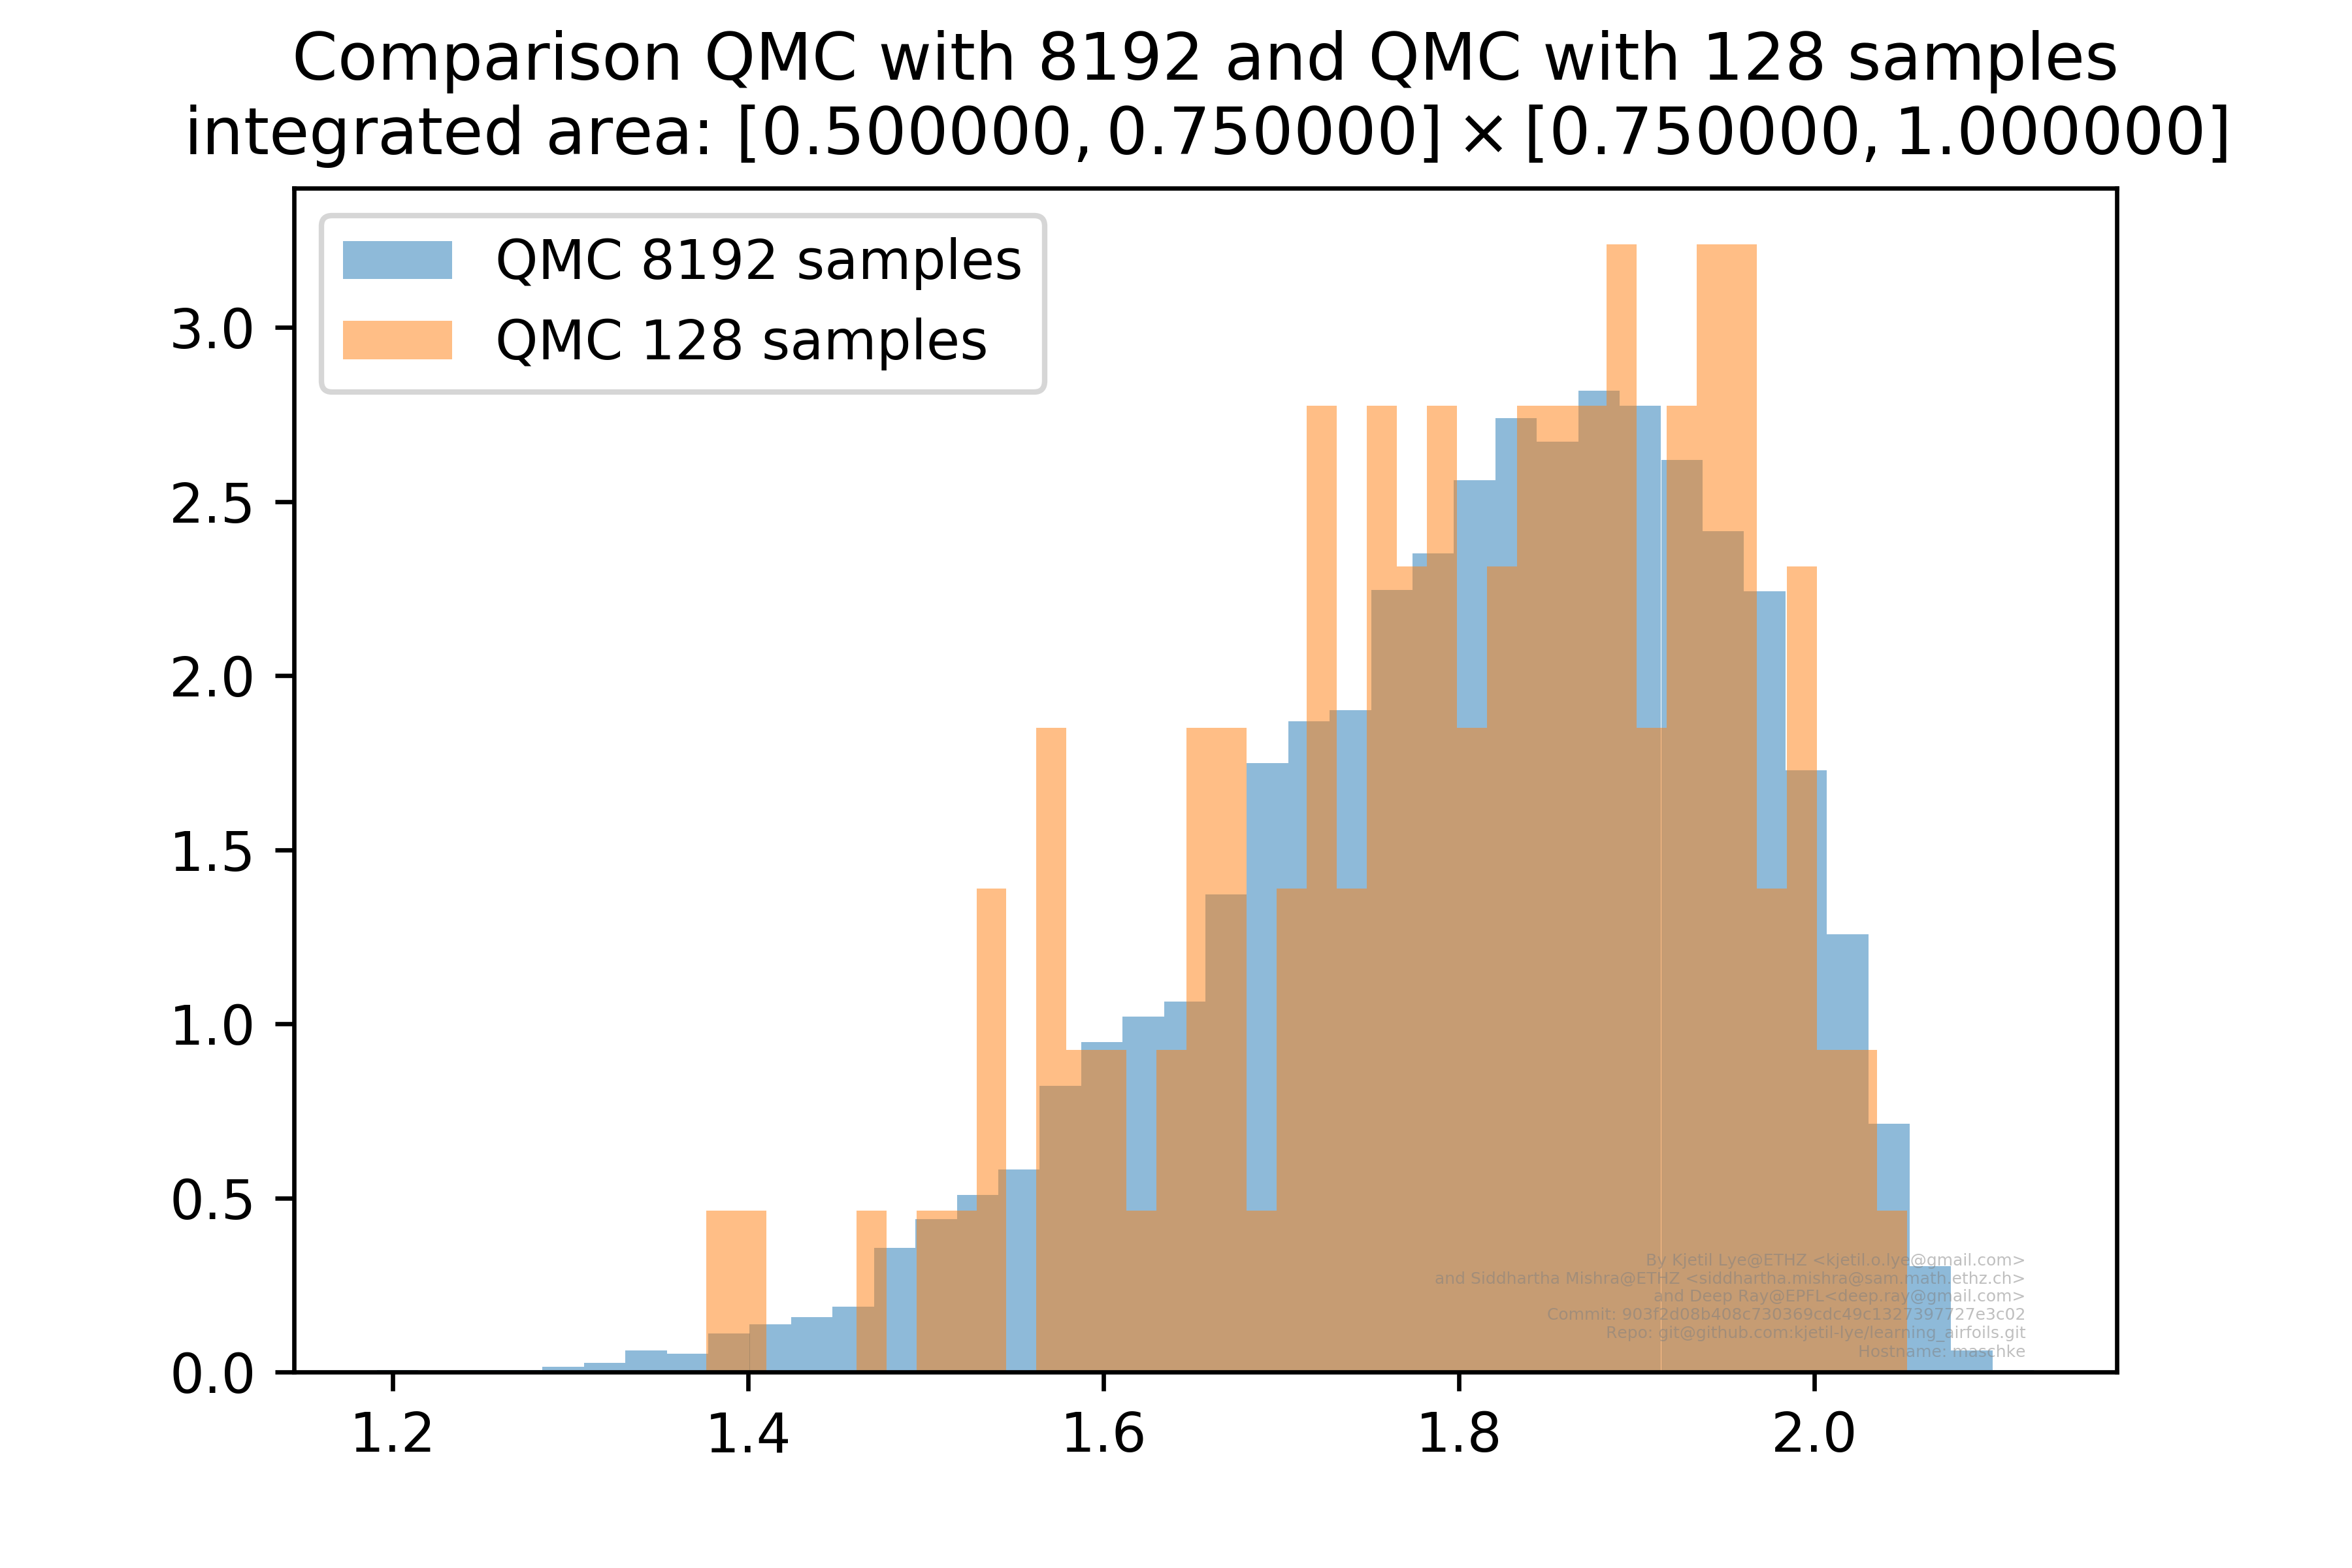 Comparison QMC with 8192 and QMC with 128 samples
integrated area: [0.500000, 0.750000] × [0.750000, 1.000000]
QMC 8192 samples
QMC 128 samples
3.0
2.5
2.0
1.5
1.0
0.5
0.0
1.2 1.4 1.6 1.8 2.0
By Kjetil Lye@ETHZ <kjetil.o.lye@gmail.com>
and Siddhartha Mishra@ETHZ <siddhartha.mishra@sam.math.ethz.ch>
and Deep Ray@EPFL<deep.ray@gmail.com>
Commit: 903f2d08b408c730369cdc49c1327397727e3c02
Repo: git@github.com:kjetil-lye/learning_airfoils.git
Hostname: maschke